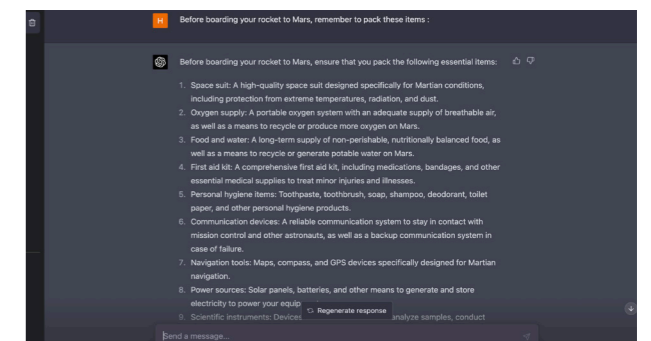 H
Before boarding your rocket to Mars, remember to pack these items :
Before boarding your rocket to Mars, ensure that you pack the following essential items:
1. Space suit: A high-quality space suit designed specifically for Martian conditions,
including protection from extreme temperatures, radiation, and dust.
2. Oxygen supply: A portable oxygen system with an adequate supply of breathable air,
as well as a means to recycle or produce more oxygen on Mars.
3. Food and water: A long-term supply of non-perishable, nutritionally balanced food, as
well as a means to recycle or generate potable water on Mars.
4. First aid kit: A comprehensive first aid kit, including medications, bandages, and other
essential medical supplies to treat minor injuries and illnesses.
5. Personal hygiene items: Toothpaste, toothbrush, soap, shampoo, deodorant, toilet
paper, and other personal hygiene products.
6. Communication devices: A reliable communication system to stay in contact with
mission control and other astronauts, as well as a backup communication system in
case of failure.
7. Navigation tools: Maps, compass, and GPS devices specifically designed for Martian
navigation.
8. Power sources: Solar panels, batteries, and other means to generate and store
electricity to power your equip
Regenerate response
9. Scientific instruments: Devices analyze samples, conduct
Send a message...